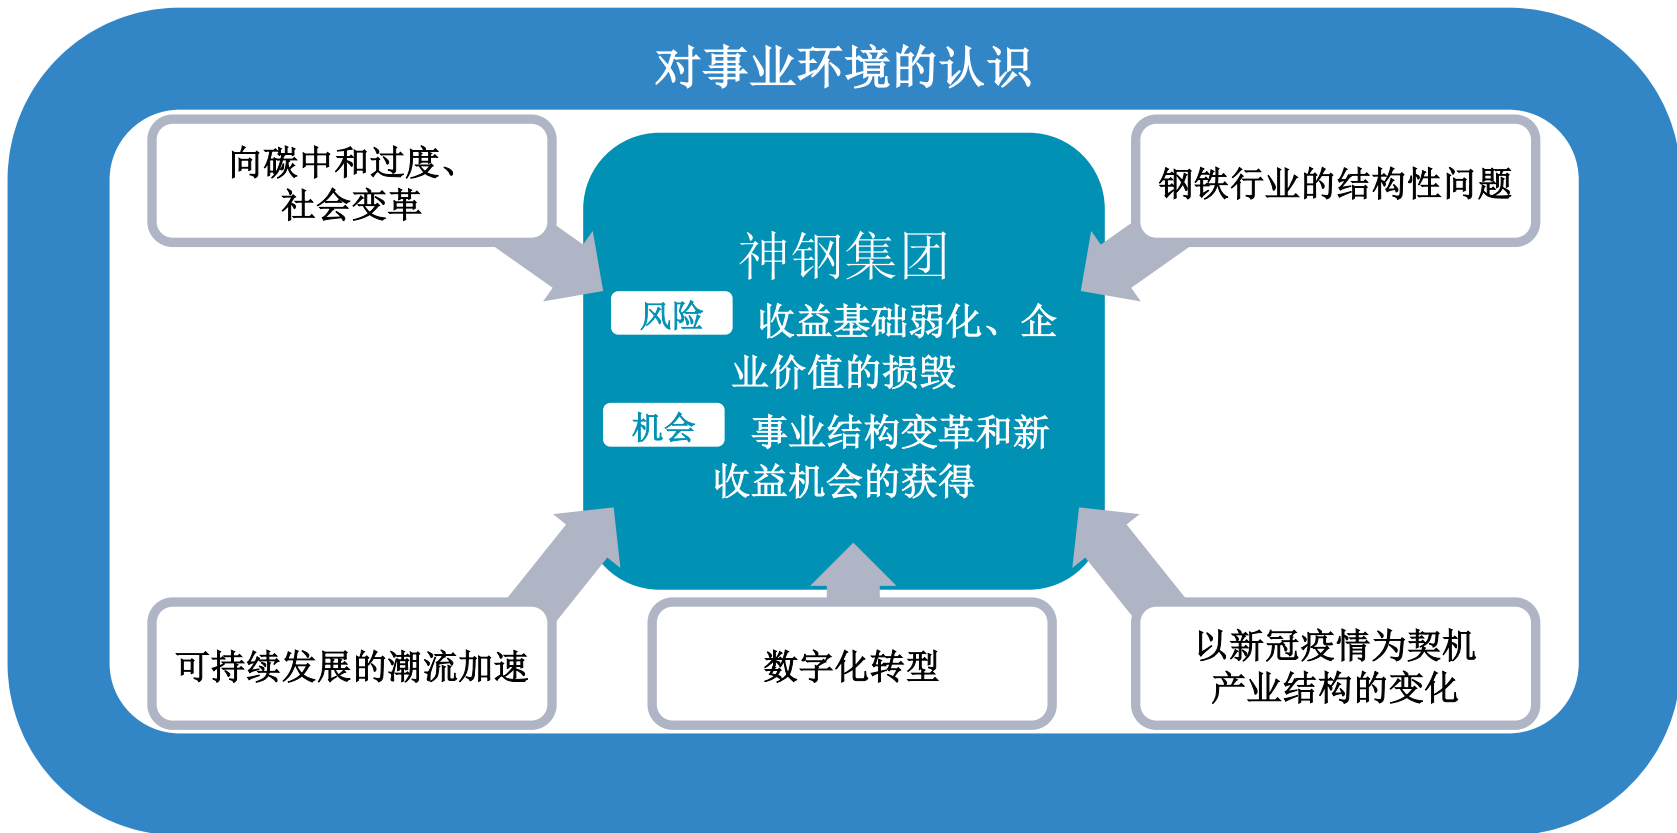 对事业环境的认识
向碳中和过度、
社会变革
钢铁行业的结构性问题
神钢集团
风险 收益基础弱化、企
业价值的损毁
机会 事业结构变革和新
收益机会的获得
可持续发展的潮流加速
数字化转型
以新冠疫情为契机
产业结构的变化